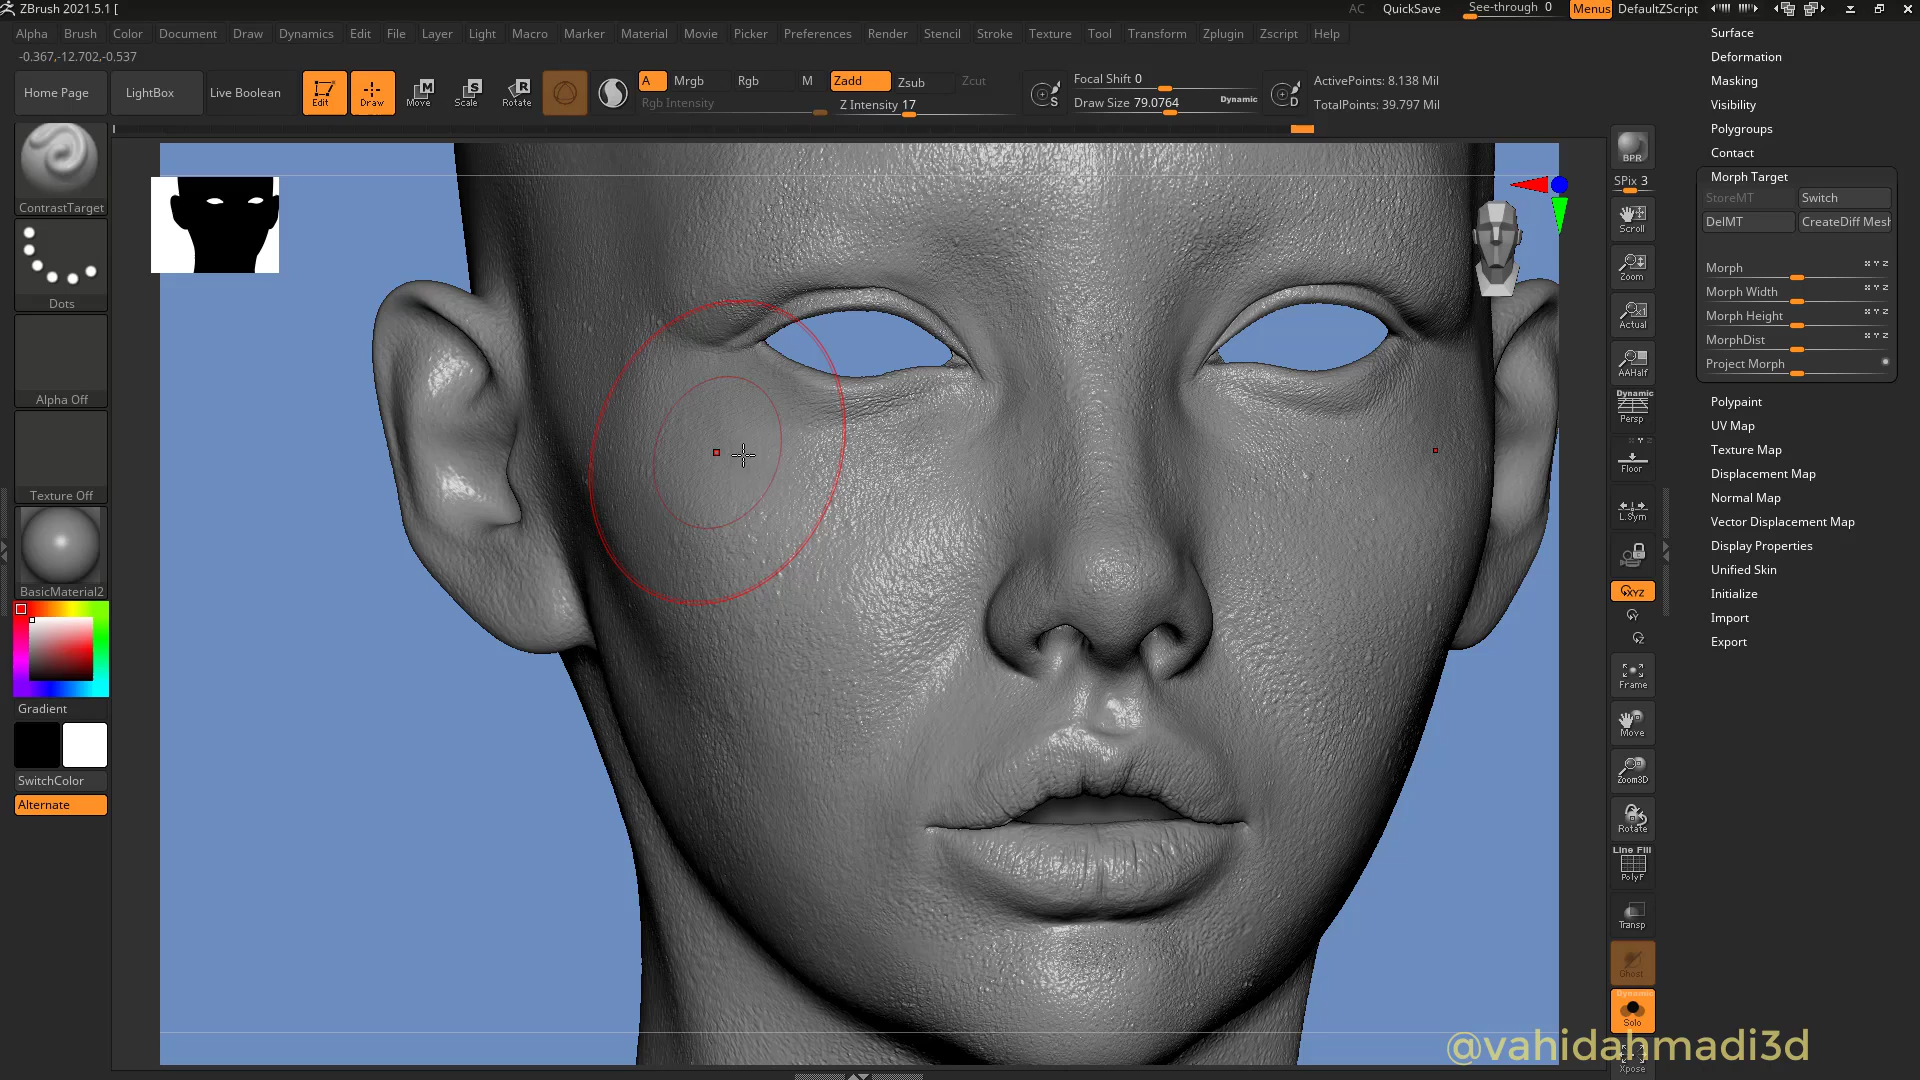 ZBrush 2021.5.1 [
AC QuickSave See-through 0 Menus DefaultZScript
Alpha Brush Color Document Draw Dynamics Edit File Layer Light Macro Marker Material Movie Picker Preferences Render Stencil Stroke Texture Tool Transform Zplugin Zscript Help
-0.367,-12.702,-0.537
Home Page LightBox Live Boolean
Edit Draw Move Scale Rotate
M S R
A Mrgb Rgb M Zadd Zsub Zcut
Rgb Intensity Z Intensity 17
S
Focal Shift 0
Draw Size 79.0764 Dynamic
D
ActivePoints: 8.138 Mil
TotalPoints: 39.797 Mil
ContrastTarget
Dots
Alpha Off
Texture Off
BasicMaterial2
Gradient
SwitchColor
Alternate
BPR
SPix 3
Scroll
Zoom
Actual
AAHalf
Dynamic
Persp
Floor
L.Sym
XYZ
Y
Z
Frame
Move
Zoom3D
Rotate
Line Fill
PolyF
Transp
Ghost
Dynamic
Solo
Xpose
Surface
Deformation
Masking
Visibility
Polygroups
Contact
Morph Target
StoreMT Switch
DelMT CreateDiff Mesh
Morph X Y Z
Morph Width X Y Z
Morph Height X Y Z
MorphDist X Y Z
Project Morph
Polypaint
UV Map
Texture Map
Displacement Map
Normal Map
Vector Displacement Map
Display Properties
Unified Skin
Initialize
Import
Export
@vahidahmadi3d